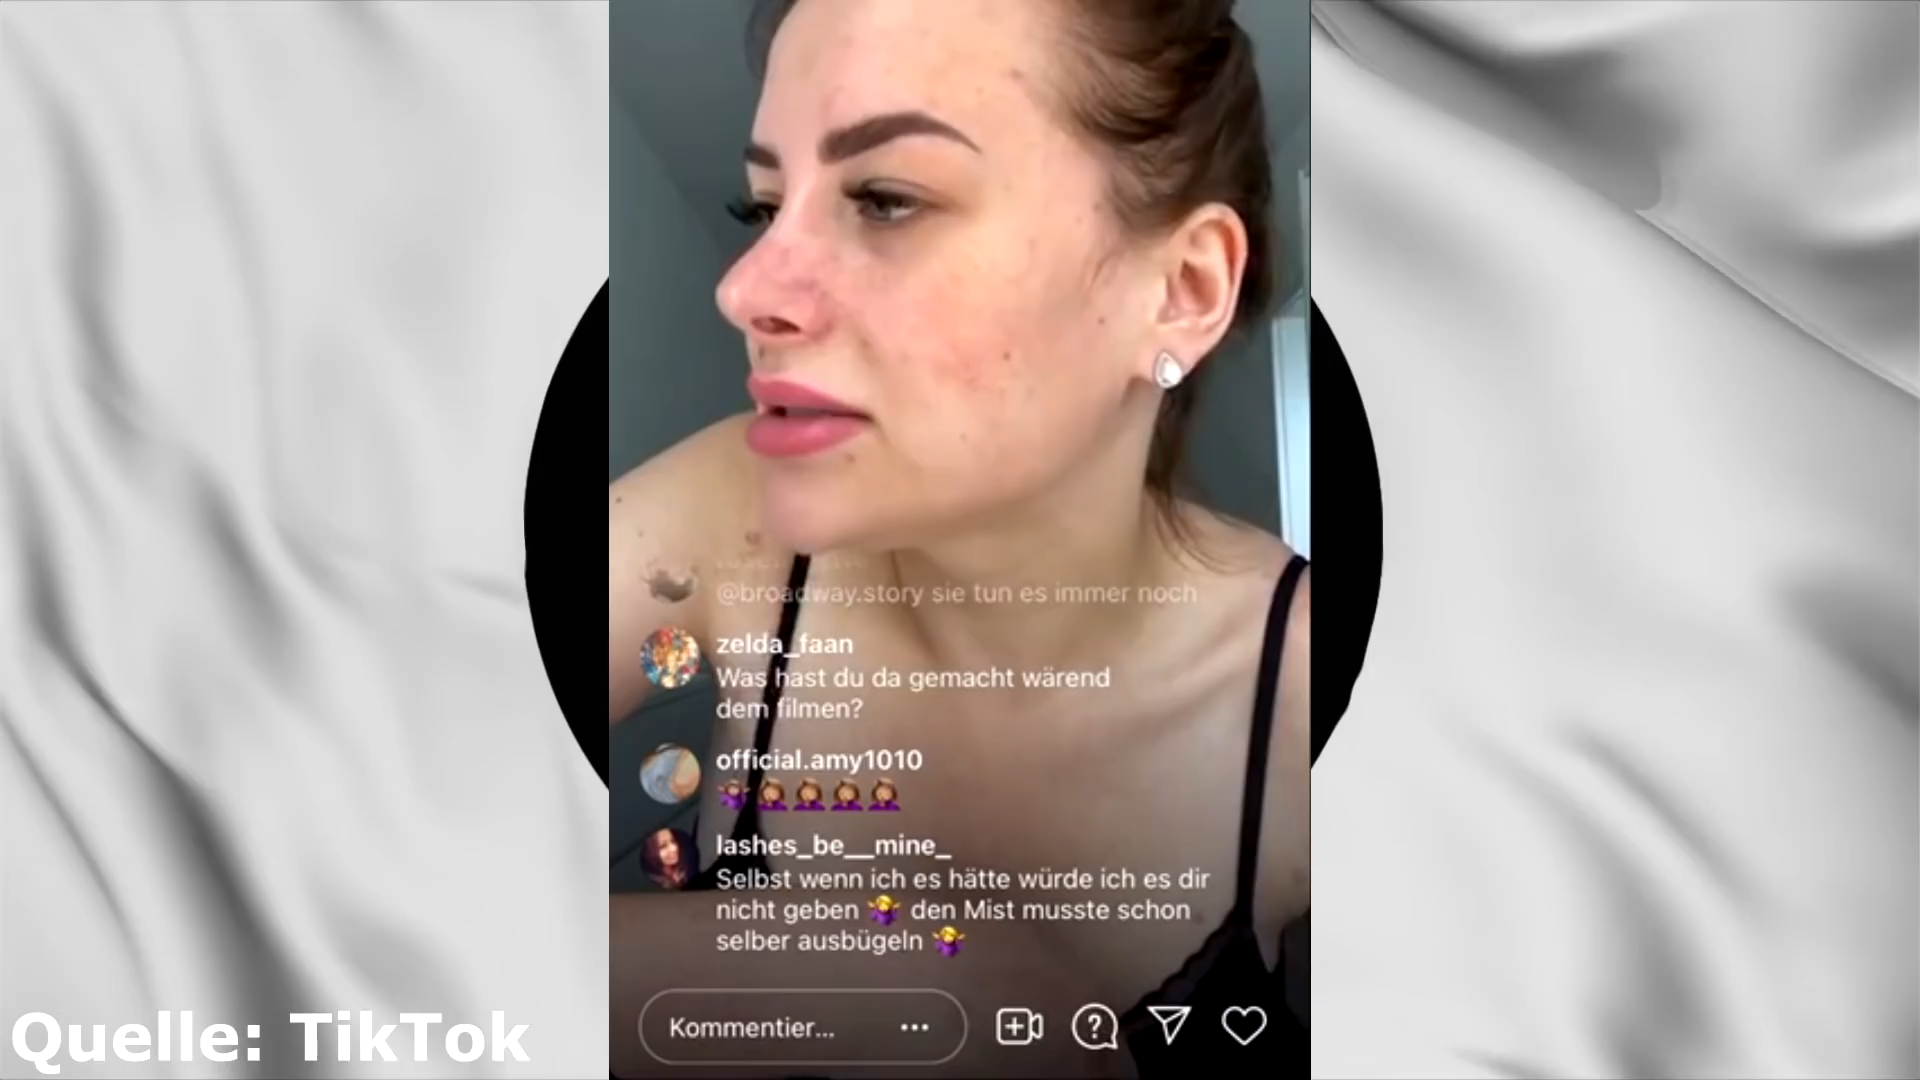 @broadway.story sie tun es immer noch
zelda_faan
Was hast du da gemacht wärend
dem filmen?
official.amy1010
🤷🏽‍♀️🤦🏽‍♀️🤦🏽‍♀️🤦🏽‍♀️🤦🏽‍♀️
lashes_be__mine_
Selbst wenn ich es hätte würde ich es dir
nicht geben 🤷‍♀️ den Mist musste schon
selber ausbügeln 🤷‍♀️
Kommentier...
Quelle: TikTok